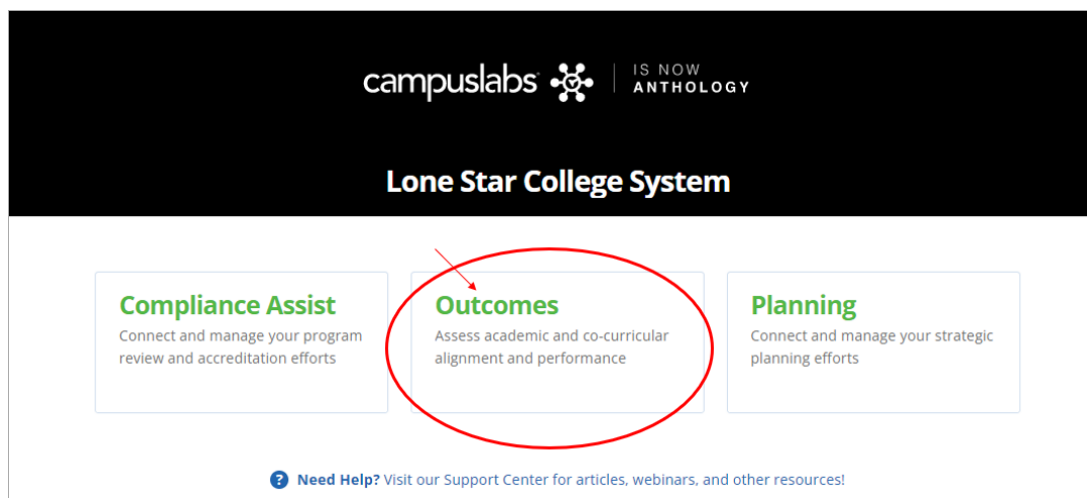 campuslabs IS NOW
ANTHOLOGY
Lone Star College System
Compliance Assist
Connect and manage your program
review and accreditation efforts
Outcomes
Assess academic and co-curricular
alignment and performance
Planning
Connect and manage your strategic
planning efforts
? Need Help? Visit our Support Center for articles, webinars, and other resources!